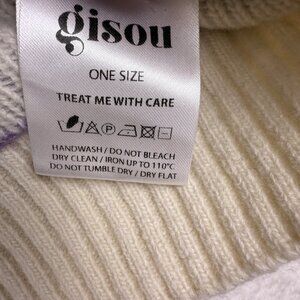 gisou
ONE SIZE
TREAT ME WITH CARE
HANDWASH / DO NOT BLEACH
DRY CLEAN / IRON UP TO 110°C
DO NOT TUMBLE DRY / DRY FLAT